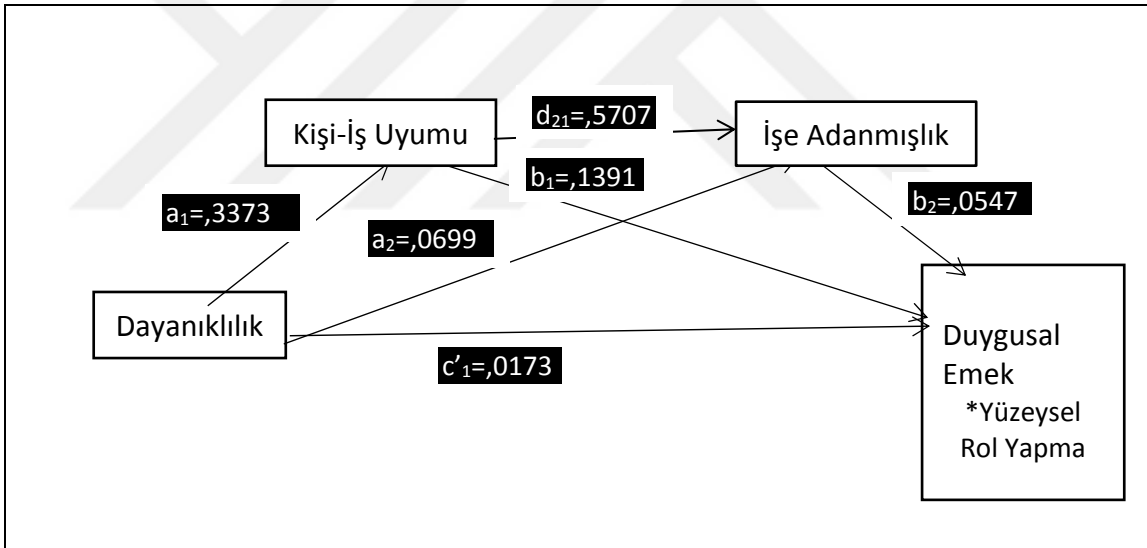 d₂₁=,5707
Kişi-İş Uyumu
İşe Adanmışlık
b₁=,1391
b₂=,0547
a₁=,3373
a₂=,0699
Dayanıklılık
c’₁=,0173
Duygusal
Emek
*Yüzeysel
Rol Yapma